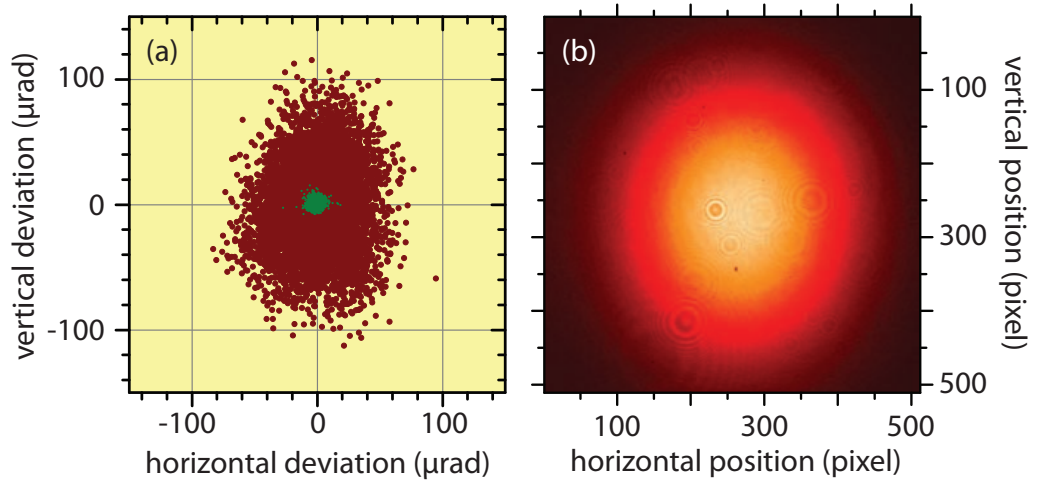 (a)
vertical deviation (μrad)
100
0
-100
-100 0 100
horizontal deviation (μrad)
(b)
vertical position (pixel)
100
300
500
100 300 500
horizontal position (pixel)